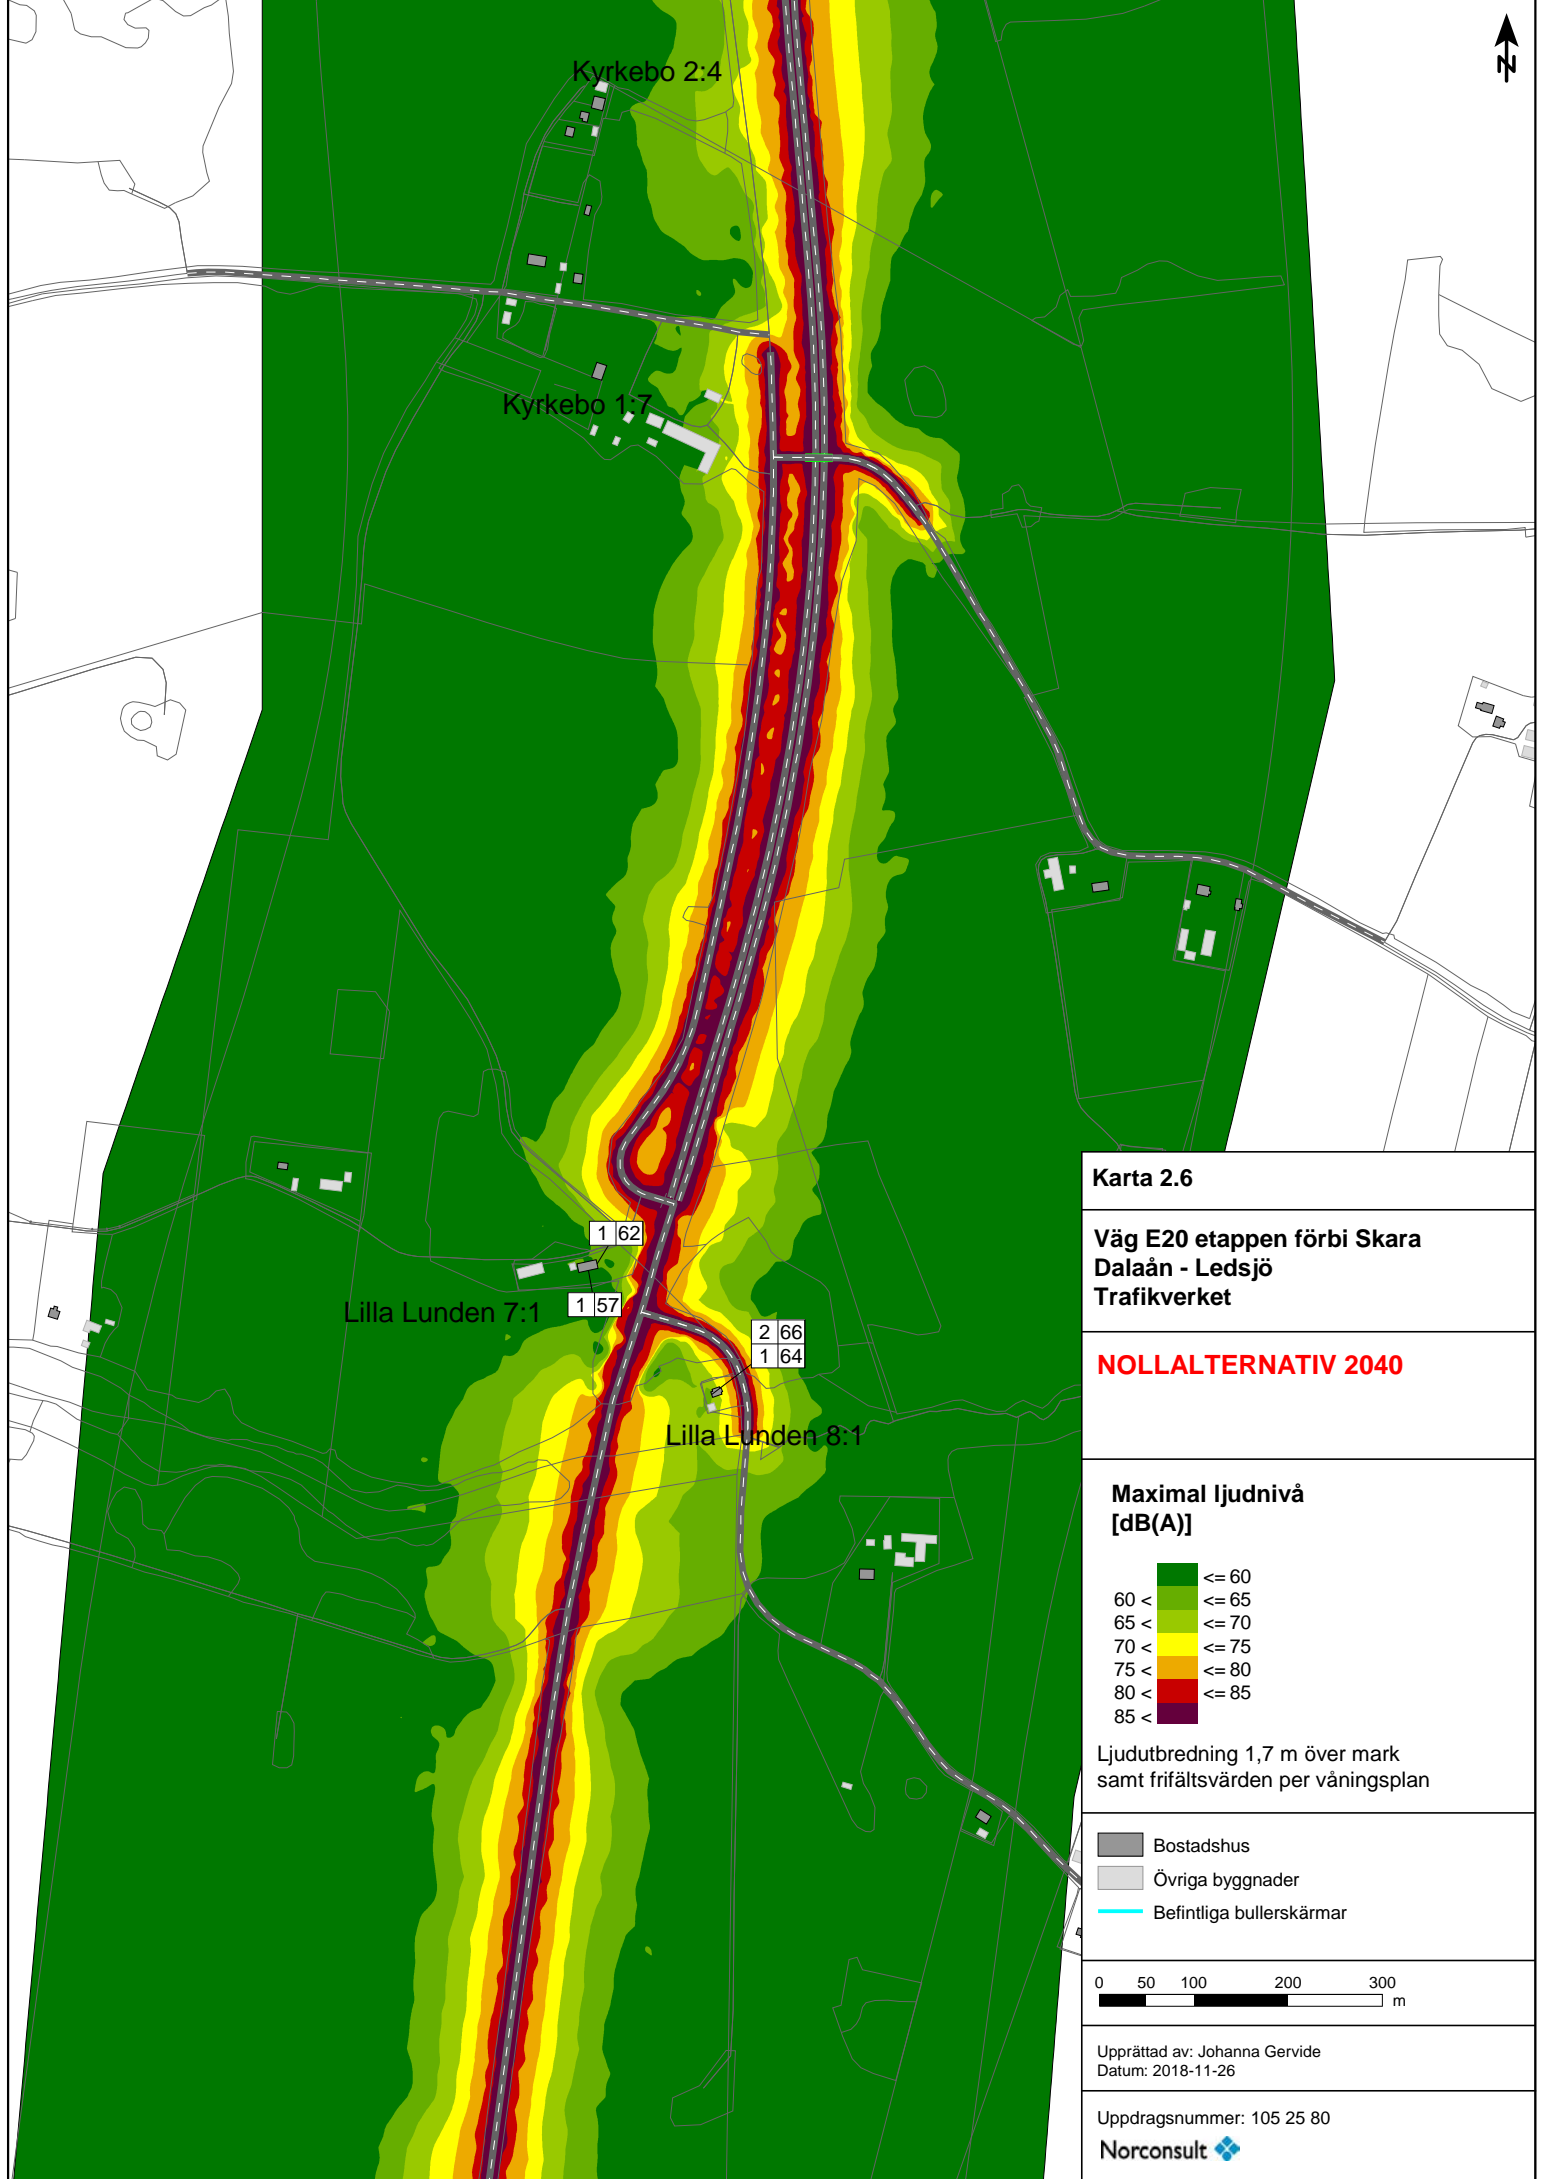 N
Kyrkebo 2:4
Kyrkebo 1:7
1 62
1 57
Lilla Lunden 7:1
2 66
1 64
Lilla Lunden 8:1
Karta 2.6
Väg E20 etappen förbi Skara
Dalaån - Ledsjö
Trafikverket
NOLLALTERNATIV 2040
Maximal ljudnivå
[dB(A)]
<= 60
60 < <= 65
65 < <= 70
70 < <= 75
75 < <= 80
80 < <= 85
85 <
Ljudutbredning 1,7 m över mark
samt frifältsvärden per våningsplan
Bostadshus
Övriga byggnader
Befintliga bullerskärmar
0 50 100 200 300
m
Upprättad av: Johanna Gervide
Datum: 2018-11-26
Uppdragsnummer: 105 25 80
Norconsult